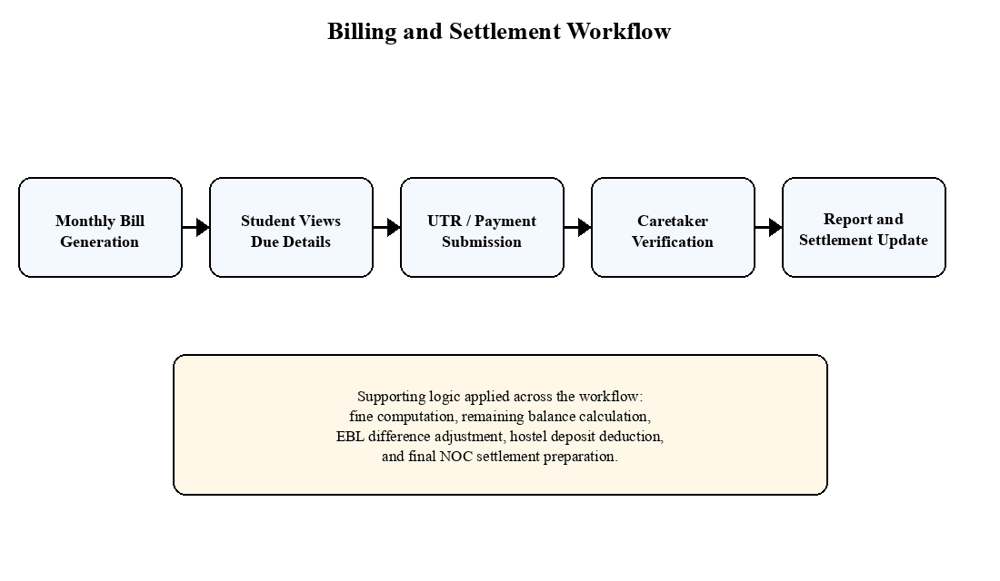 Billing and Settlement Workflow
Monthly Bill
Generation
Student Views
Due Details
UTR / Payment
Submission
Caretaker
Verification
Report and
Settlement Update
Supporting logic applied across the workflow:
fine computation, remaining balance calculation,
EBL difference adjustment, hostel deposit deduction,
and final NOC settlement preparation.